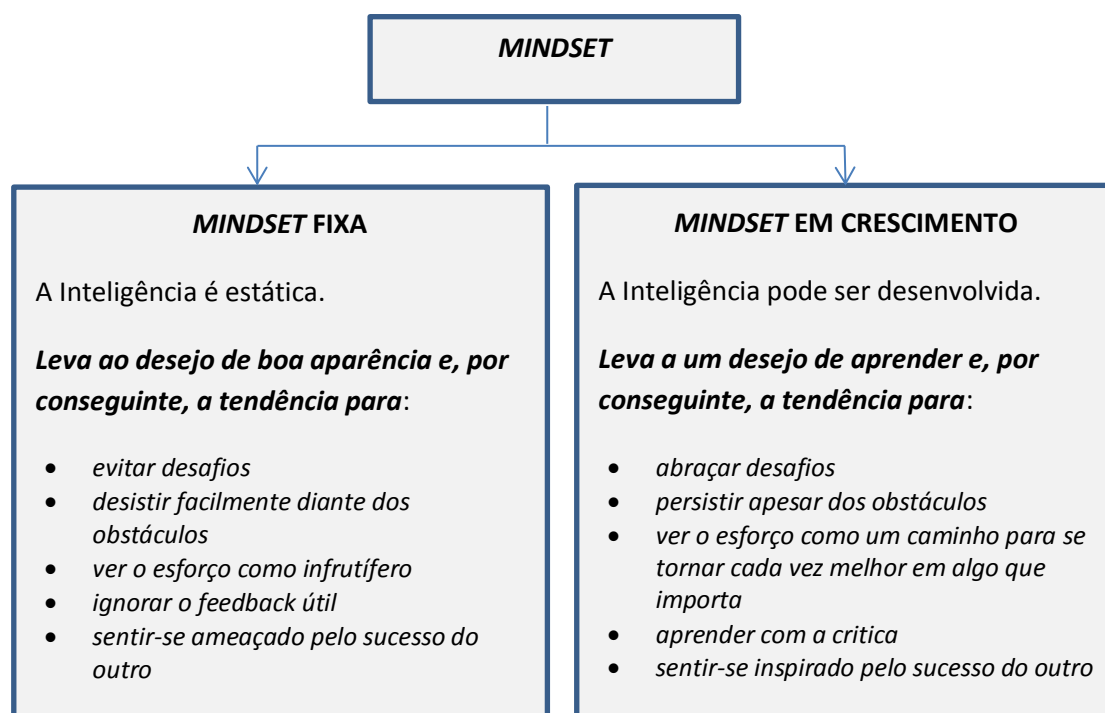 MINDSET
MINDSET FIXA
A Inteligência é estática.
Leva ao desejo de boa aparência e, por
conseguinte, a tendência para:
• evitar desafios
• desistir facilmente diante dos
obstáculos
• ver o esforço como infrutífero
• ignorar o feedback útil
• sentir-se ameaçado pelo sucesso do
outro
MINDSET EM CRESCIMENTO
A Inteligência pode ser desenvolvida.
Leva a um desejo de aprender e, por
conseguinte, a tendência para:
• abraçar desafios
• persistir apesar dos obstáculos
• ver o esforço como um caminho para se
tornar cada vez melhor em algo que
importa
• aprender com a critica
• sentir-se inspirado pelo sucesso do outro